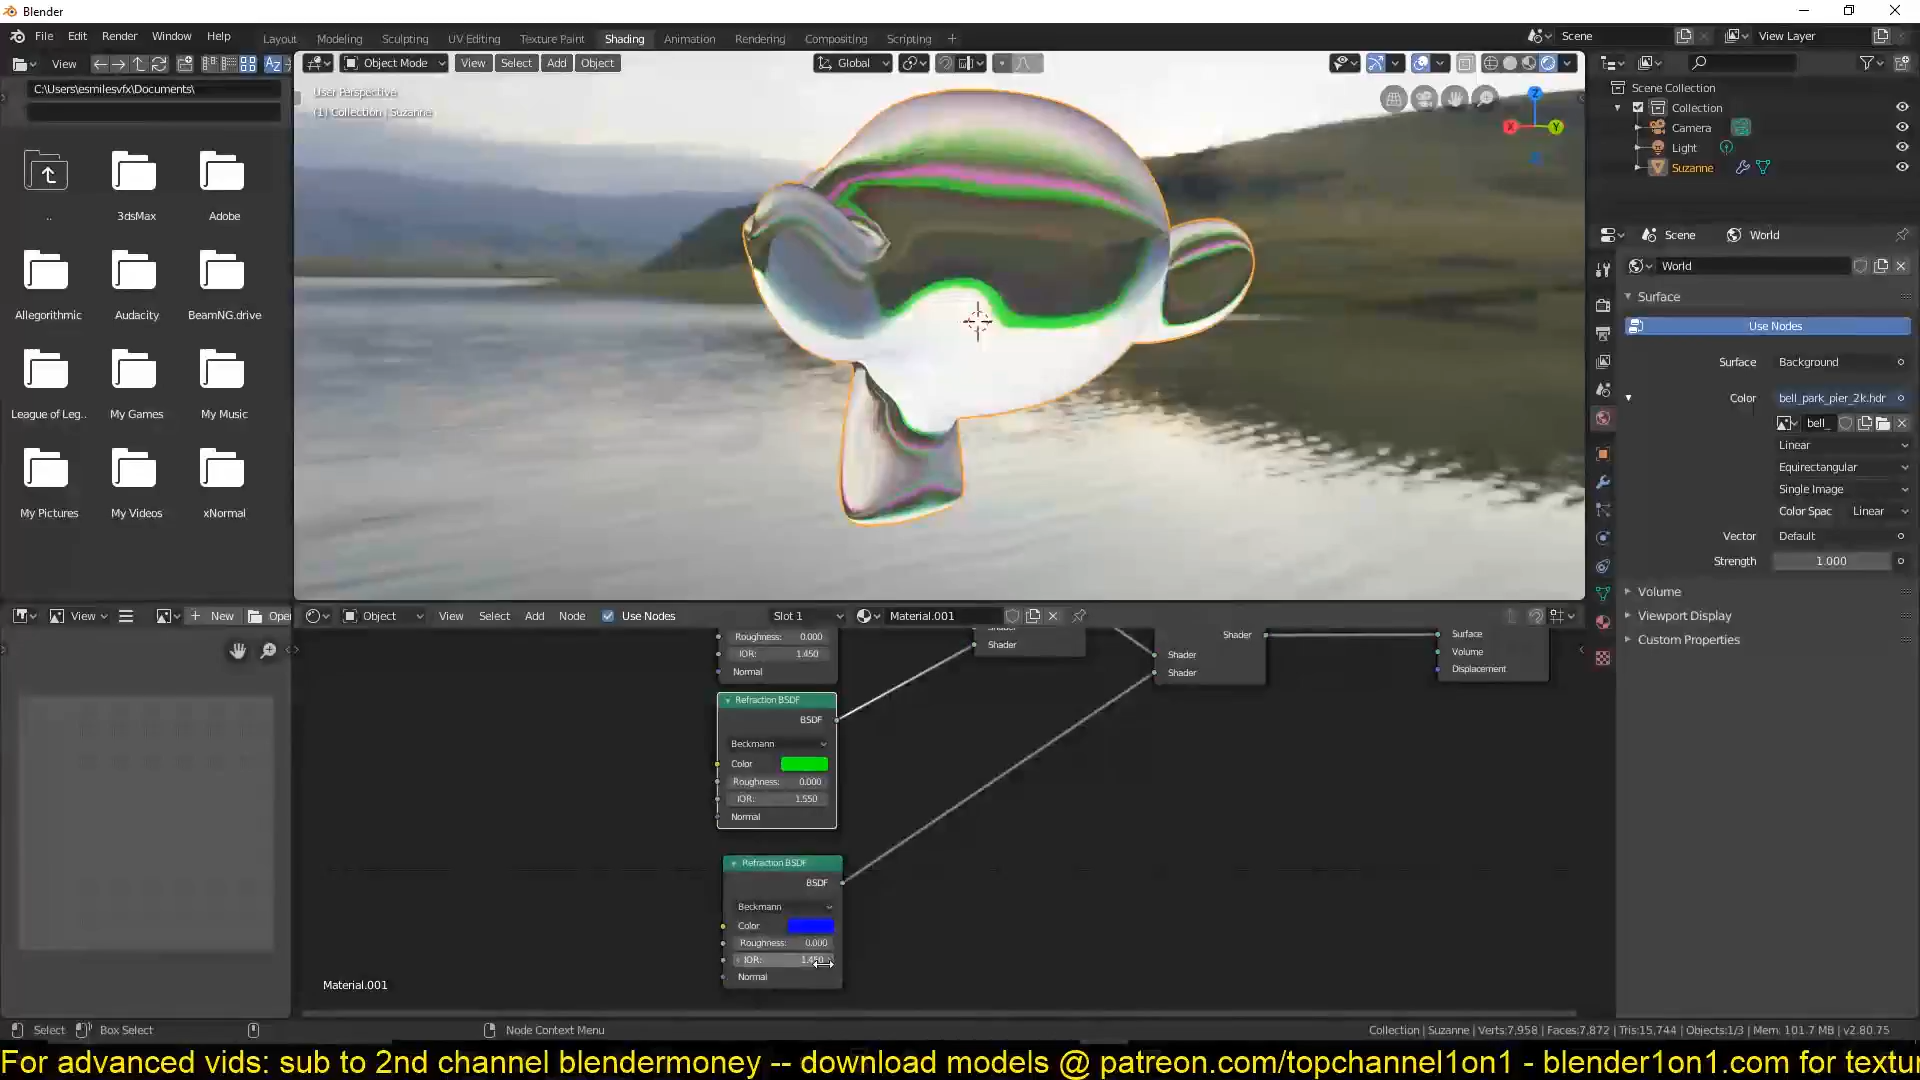 Blender
File Edit Render Window Help
Layout Modeling Sculpting UV Editing Texture Paint Shading Animation Rendering Compositing Scripting +
Scene
View Layer
View
C:\Users\esmilesvfx\Documents\
..
3dsMax
Adobe
Allegorithmic
Audacity
BeamNG.drive
League of Leg..
My Games
My Music
My Pictures
My Videos
xNormal
Object Mode View Select Add Object
Global
User Perspective
(1) Collection | Suzanne
Z
X
Y
Scene Collection
Collection
Camera
Light
Suzanne
Scene World
World
Surface
Use Nodes
Surface Background
Color bell_park_pier_2k.hdr
bell_
Linear
Equirectangular
Single Image
Color Spac Linear
Vector Default
Strength 1.000
Volume
Viewport Display
Custom Properties
View + New Open
Object View Select Add Node Use Nodes Slot 1 Material.001
Roughness: 0.000
IOR: 1.450
Normal
Shader
Shader
Shader
Shader
Surface
Volume
Displacement
Refraction BSDF
BSDF
Beckmann
Color
Roughness: 0.000
IOR: 1.550
Normal
Refraction BSDF
BSDF
Beckmann
Color
Roughness: 0.000
IOR: 1.450
Normal
Material.001
Select Box Select Node Context Menu
Collection | Suzanne | Verts:7,958 | Faces:7,872 | Tris:15,744 | Objects:1/3 | Mem: 101.7 MB | v2.80.75
For advanced vids: sub to 2nd channel blendermoney -- download models @ patreon.com/topchannel1on1 - blender1on1.com for textur